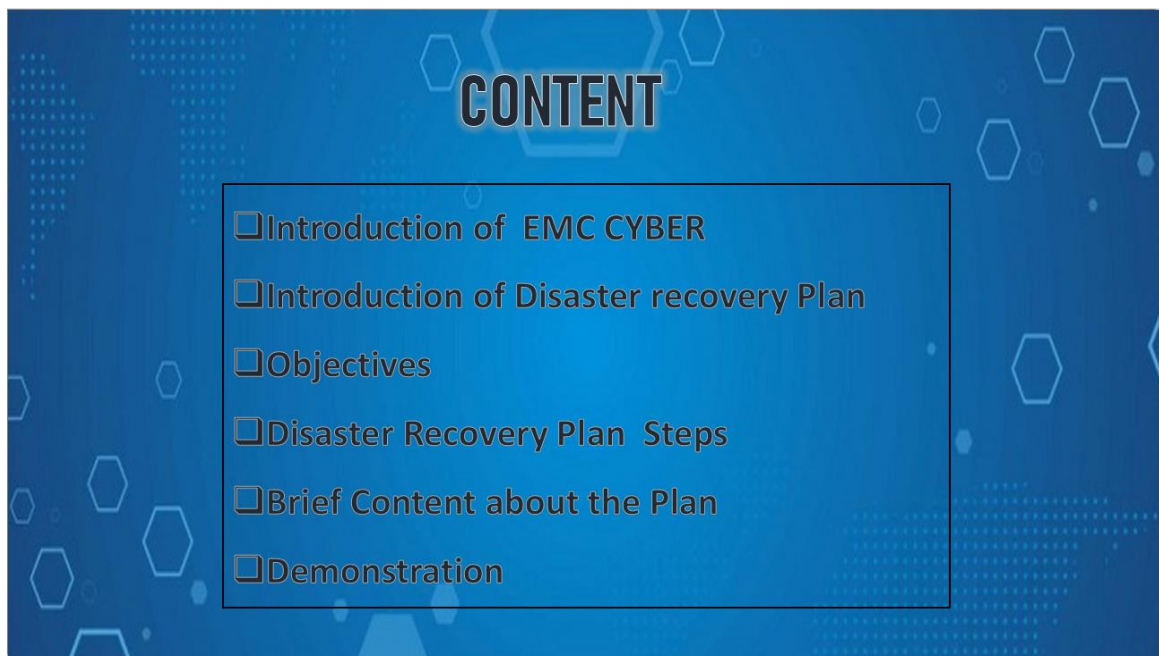 CONTENT
❑Introduction of  EMC CYBER
❑Introduction of Disaster recovery Plan
❑Objectives
❑Disaster Recovery Plan  Steps
❑Brief Content about the Plan
❑Demonstration